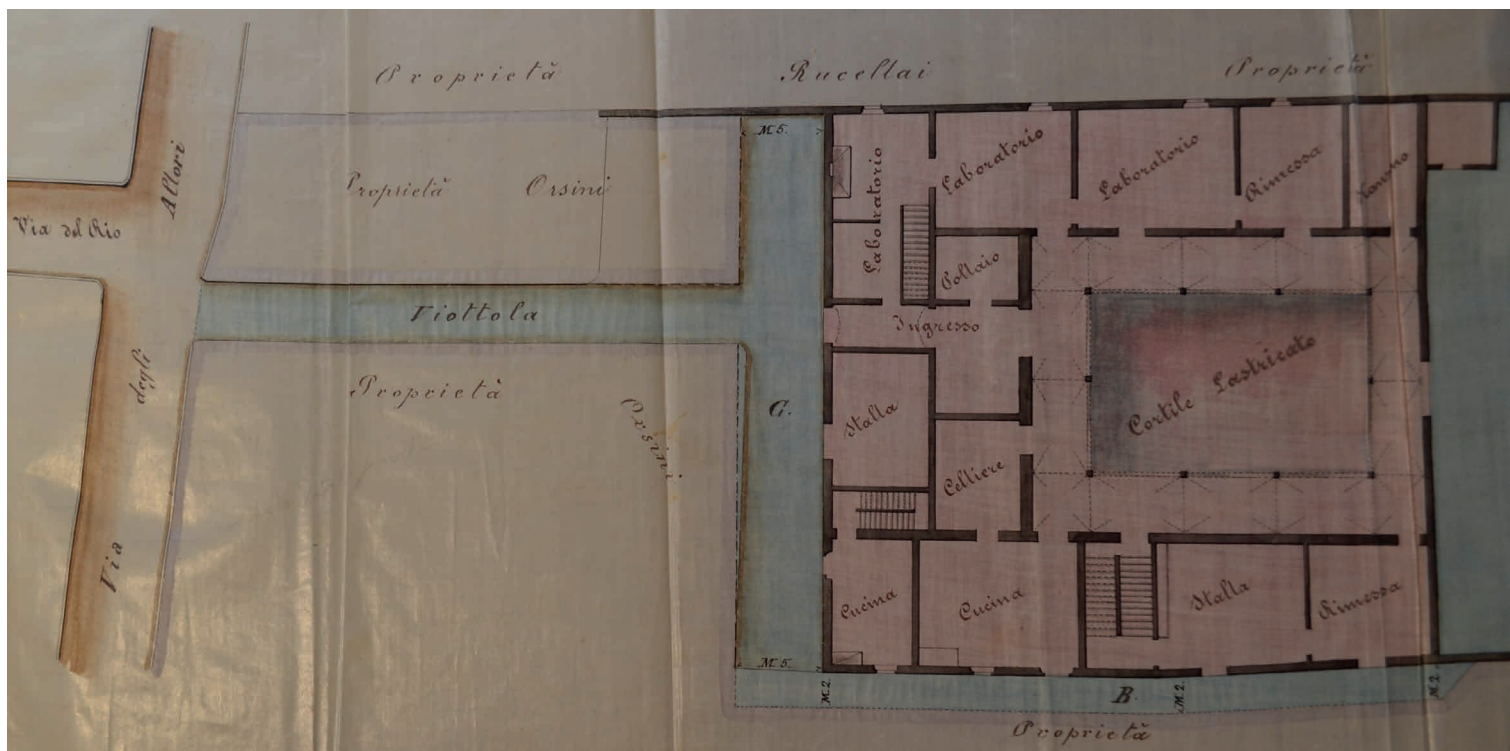 Proprietà Rucellai Proprietà
M. 5.
Proprietà Orsini
Laboratorio
Laboratorio
Laboratorio
Rimessa
Via del Rio
Via degli Allori
Viottola
Ingresso
Cortile Lastricato
Proprietà
Orsini
G.
Stalla
Celliere
Cucina
Cucina
Stalla
Rimessa
M. 5.
M. 2.
B.
M. 2.
M. 2.
Proprietà